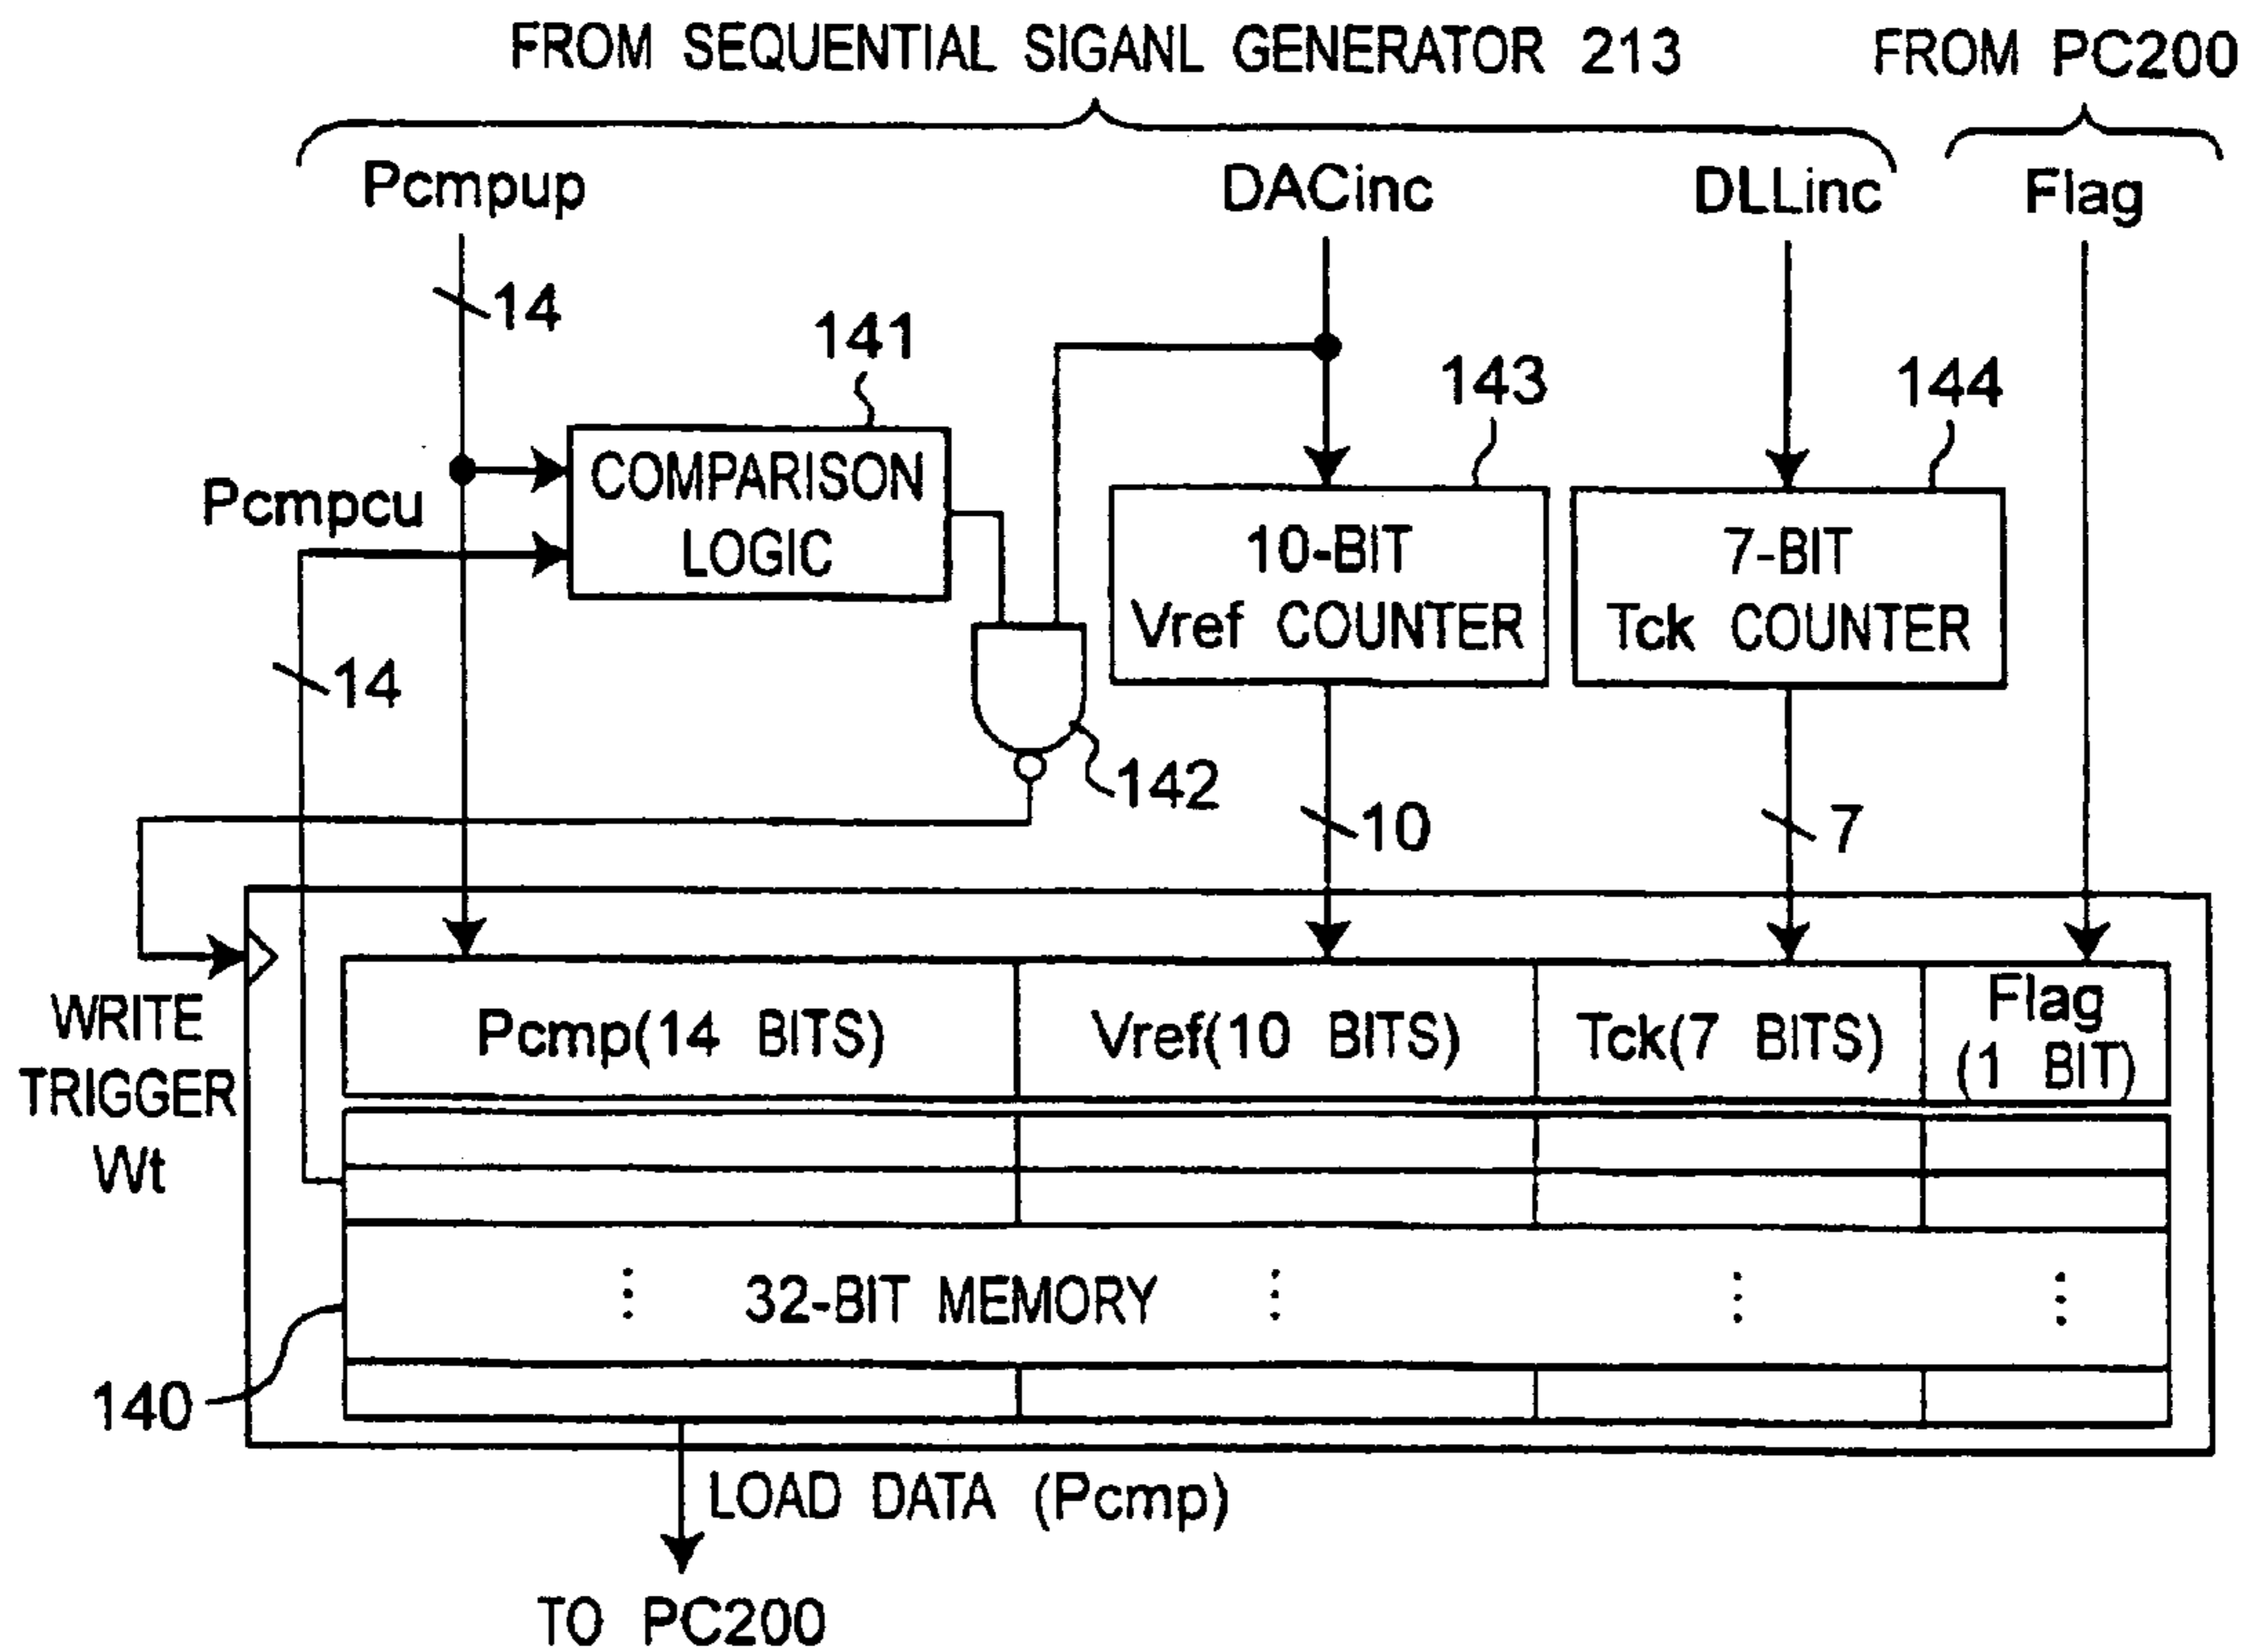 FROM SEQUENTIAL SIGANL GENERATOR 213
FROM PC200
Pcmpup
DACinc
DLLinc
Flag
14
141
143
144
Pcmpcu
COMPARISON
LOGIC
10-BIT
Vref COUNTER
7-BIT
Tck COUNTER
14
142
10
7
WRITE
TRIGGER
Wt
Pcmp(14 BITS)
Vref(10 BITS)
Tck(7 BITS)
Flag
(1 BIT)
32-BIT MEMORY
140
LOAD DATA (Pcmp)
TO PC200